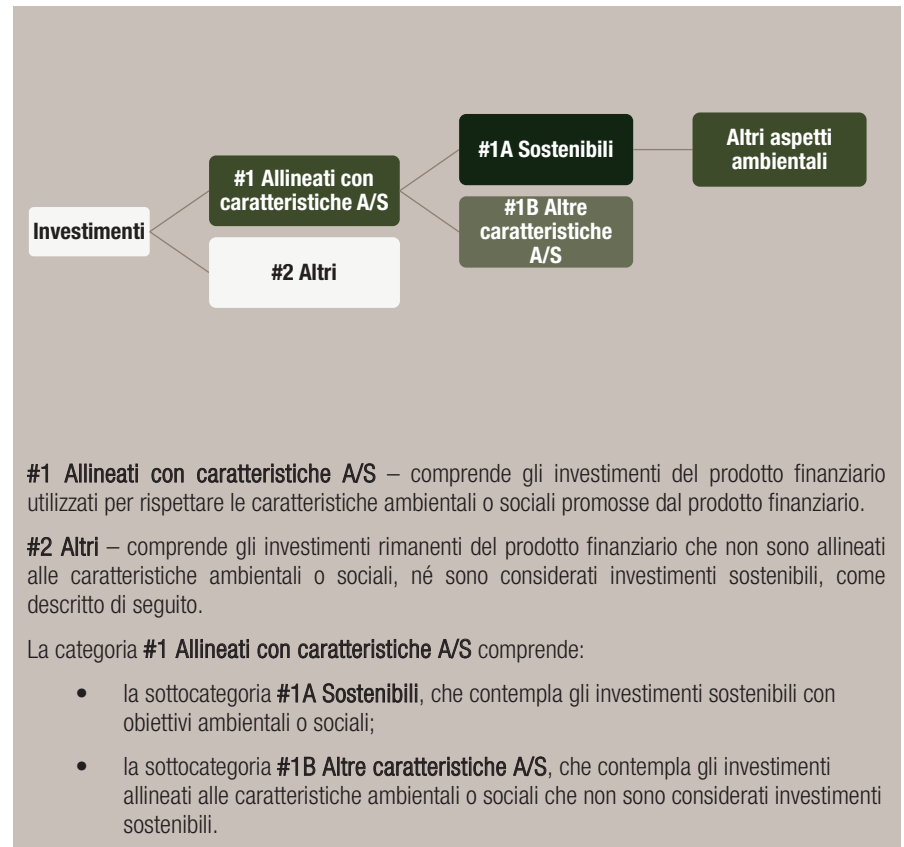 Investimenti
#1 Allineati con
caratteristiche A/S
#2 Altri
#1A Sostenibili
#1B Altre
caratteristiche
A/S
Altri aspetti
ambientali
#1 Allineati con caratteristiche A/S – comprende gli investimenti del prodotto finanziario
utilizzati per rispettare le caratteristiche ambientali o sociali promosse dal prodotto finanziario.
#2 Altri – comprende gli investimenti rimanenti del prodotto finanziario che non sono allineati
alle caratteristiche ambientali o sociali, né sono considerati investimenti sostenibili, come
descritto di seguito.
La categoria #1 Allineati con caratteristiche A/S comprende:
• la sottocategoria #1A Sostenibili, che contempla gli investimenti sostenibili con
obiettivi ambientali o sociali;
• la sottocategoria #1B Altre caratteristiche A/S, che contempla gli investimenti
allineati alle caratteristiche ambientali o sociali che non sono considerati investimenti
sostenibili.